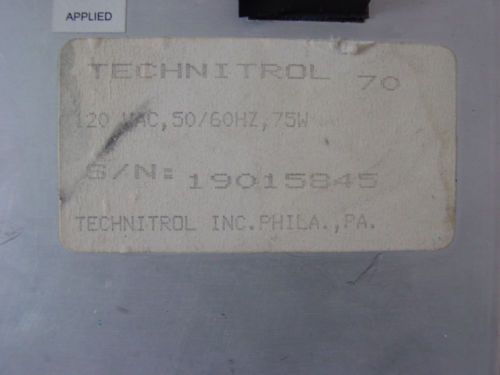 APPLIED
TECHNITROL 70
120 VAC,50/60HZ,75W
S/N: 19015845
TECHNITROL INC.PHILA.,PA.